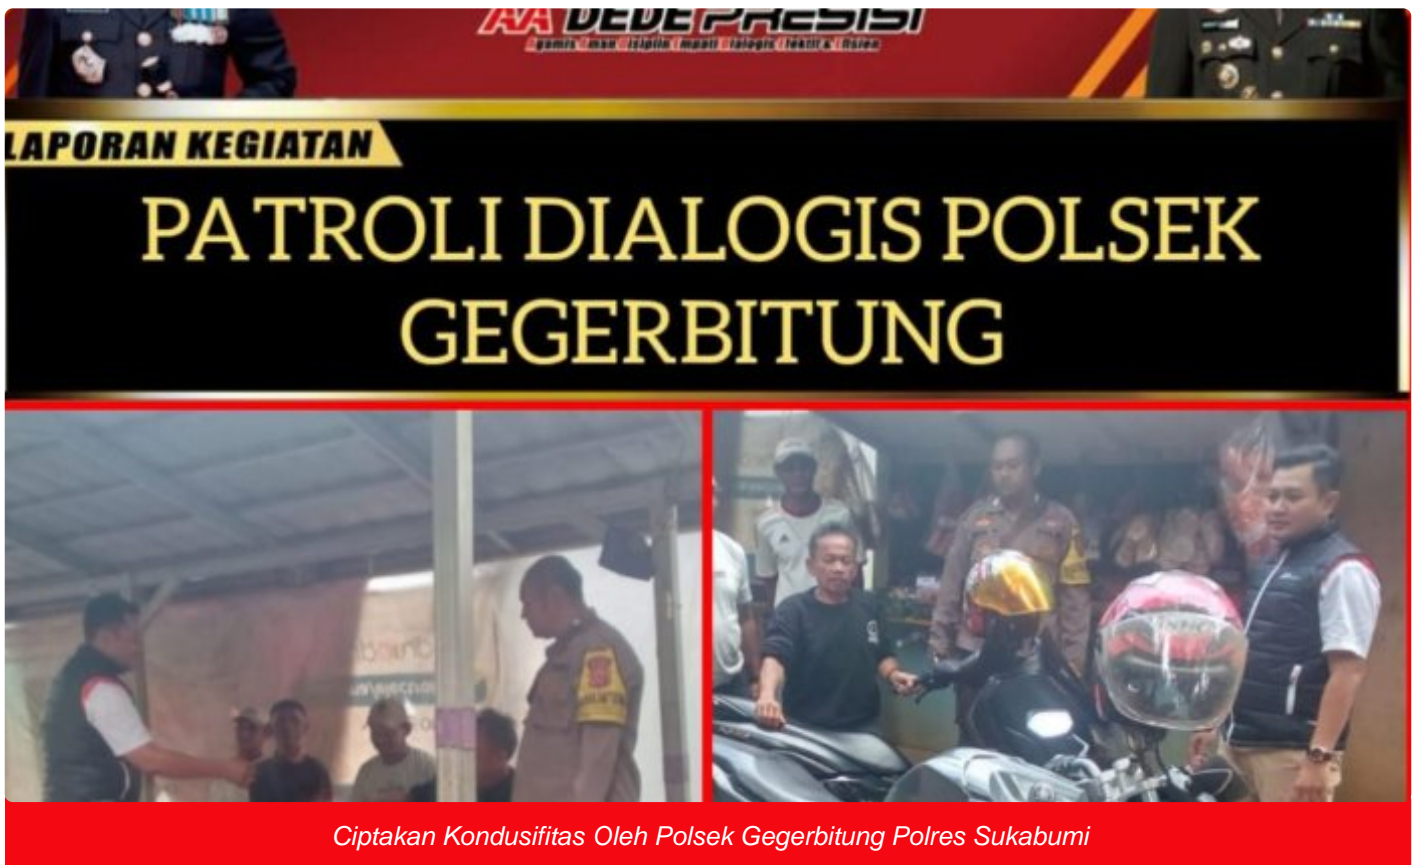 AA DEDE PRESISI
LAPORAN KEGIATAN
PATROLI DIALOGIS POLSEK
GEGERBITUNG
Ciptakan Kondusifitas Oleh Polsek Gegerbitung Polres Sukabumi